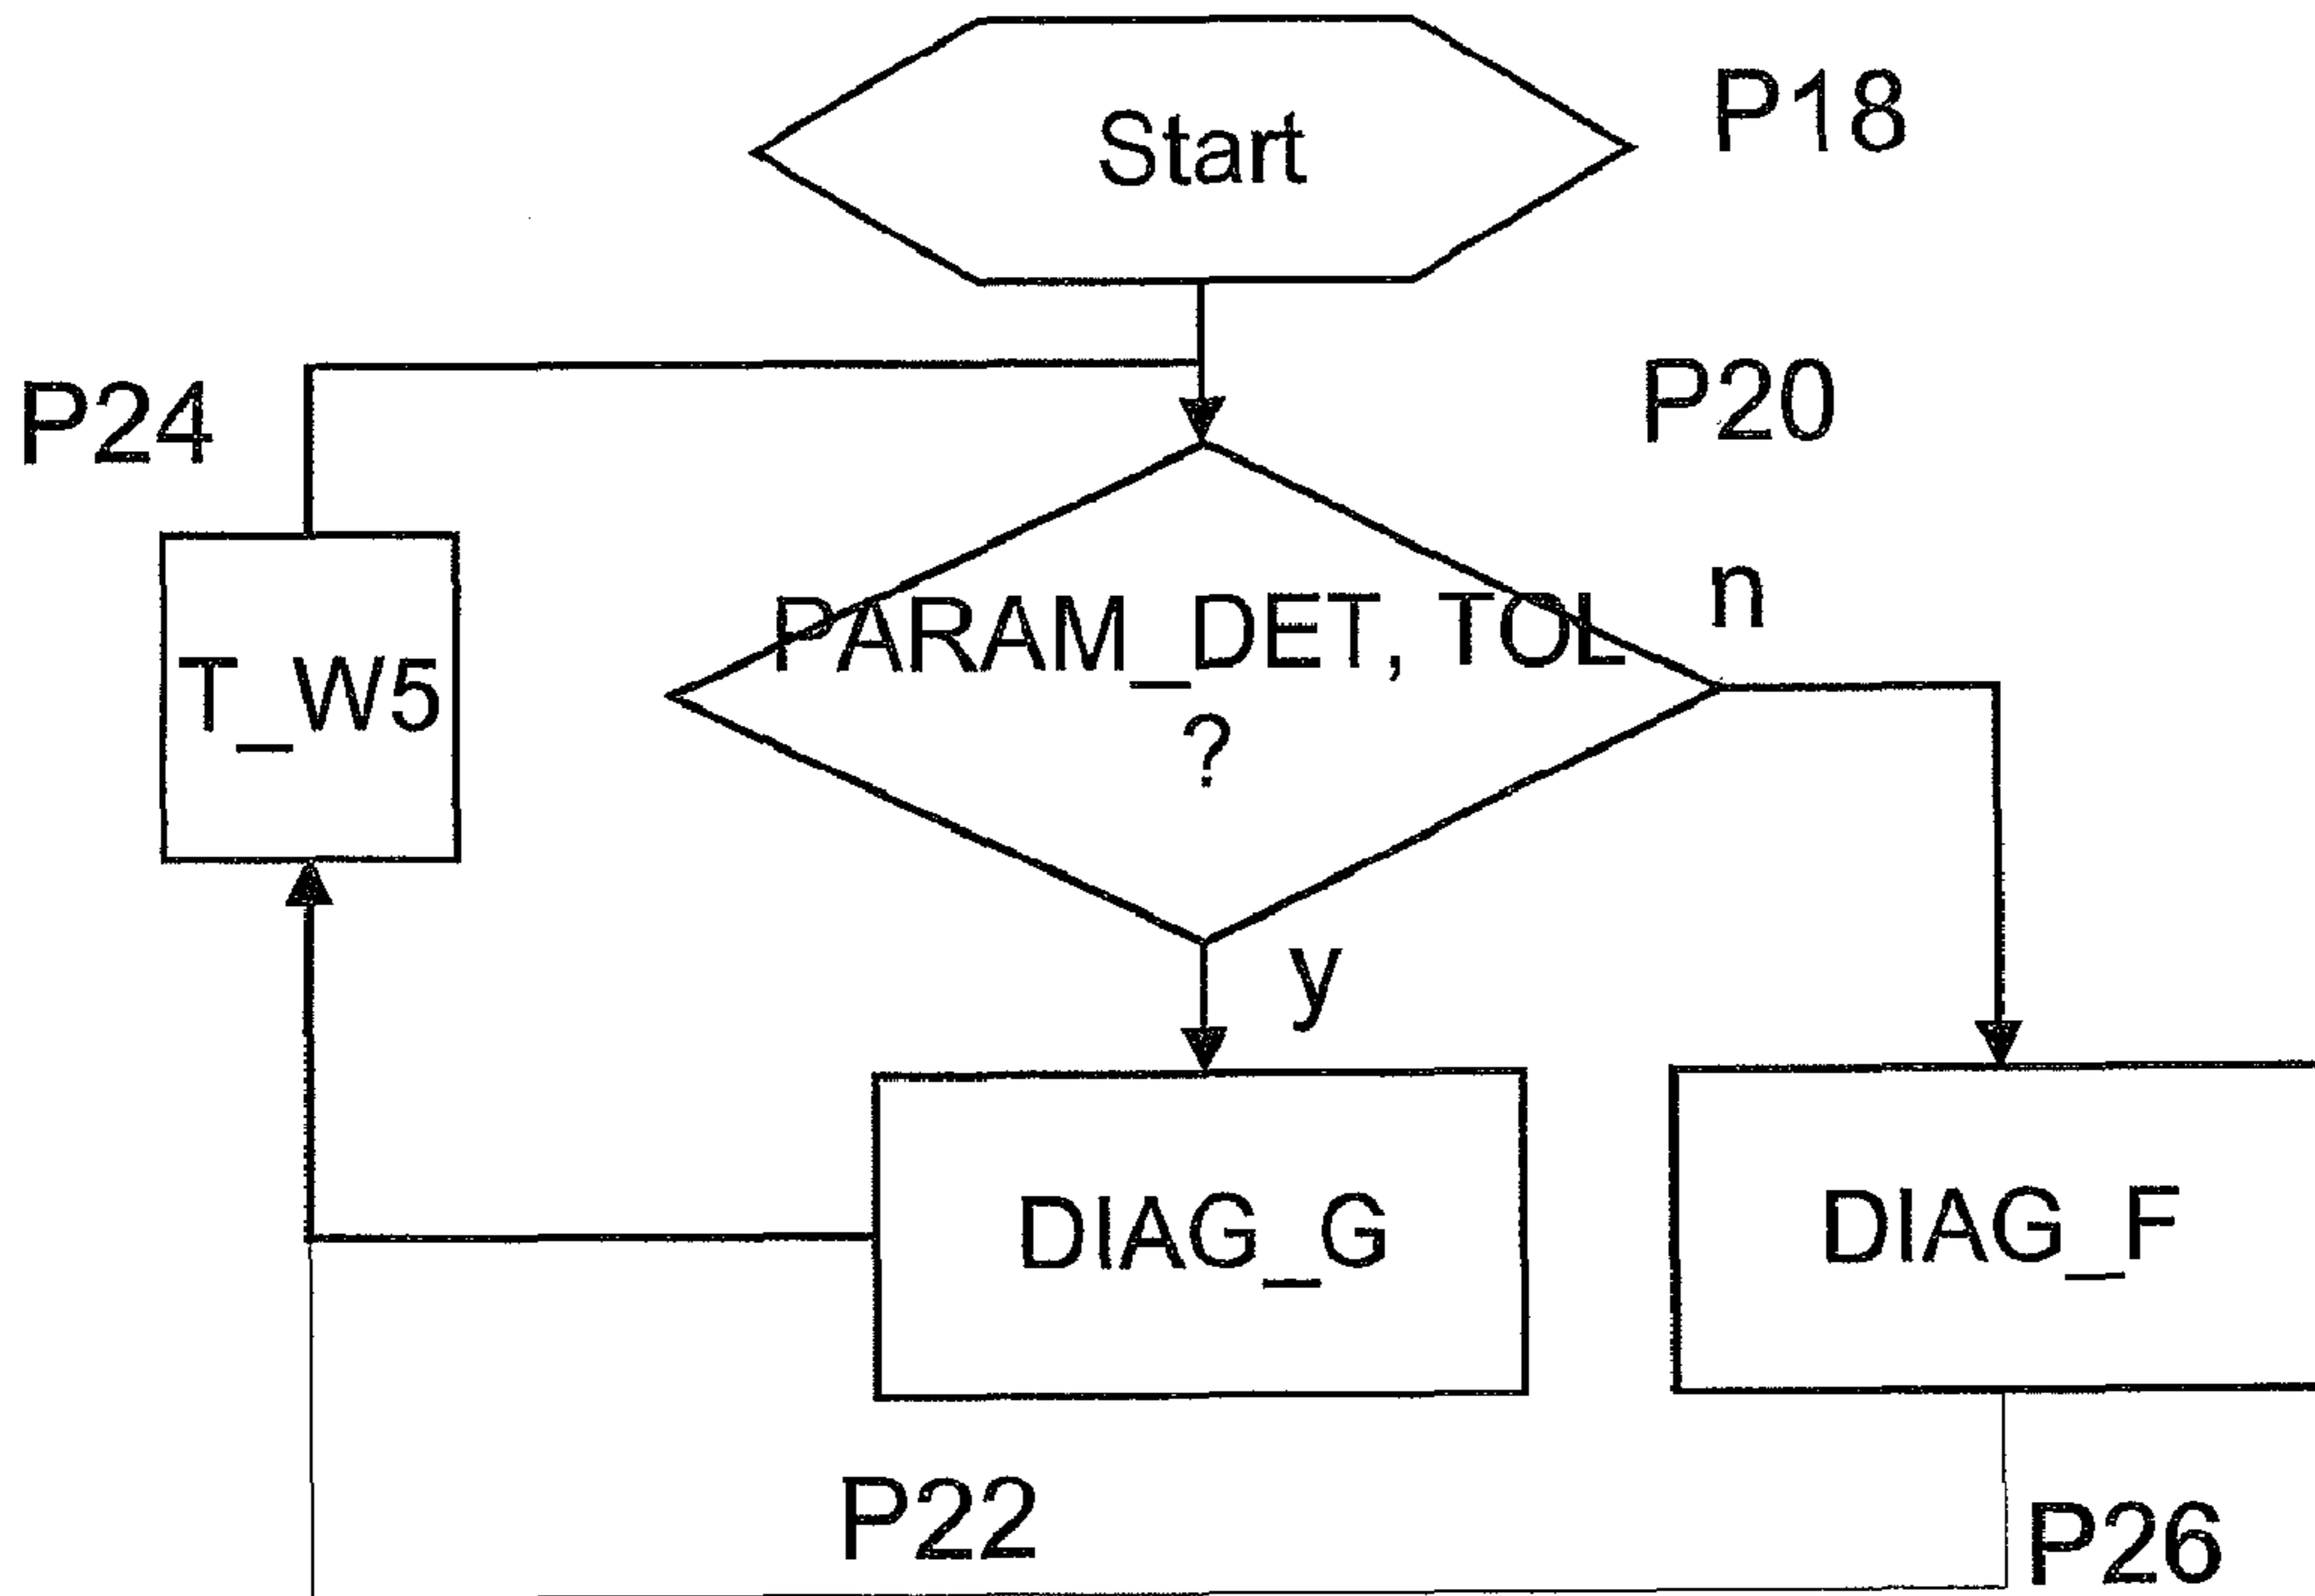 Start
P18
P24
P20
n
PARAM_DET, TOL
?
T_W5
y
DIAG_G
DIAG_F
P22
P26